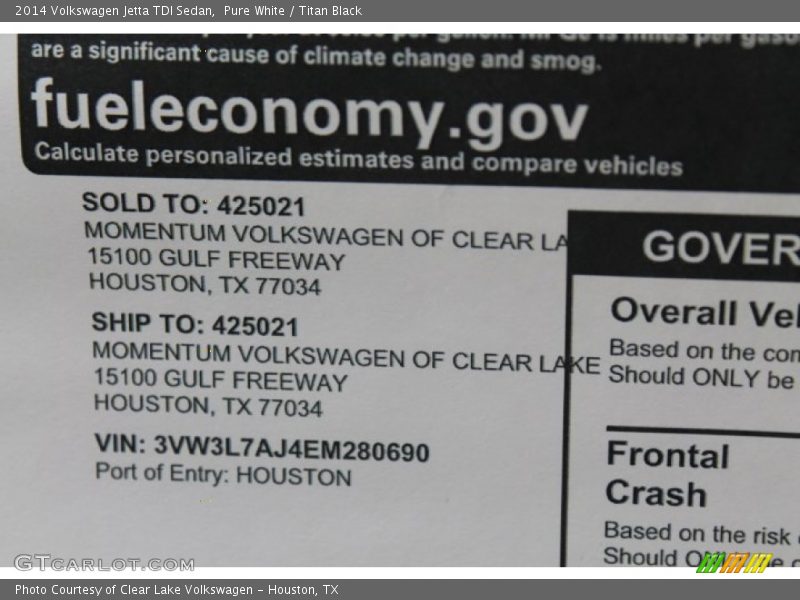 2014 Volkswagen Jetta TDI Sedan,  Pure White / Titan Black
are a significant cause of climate change and smog.
fueleconomy.gov
Calculate personalized estimates and compare vehicles
SOLD TO: 425021
MOMENTUM VOLKSWAGEN OF CLEAR LA
15100 GULF FREEWAY
HOUSTON, TX 77034
SHIP TO: 425021
MOMENTUM VOLKSWAGEN OF CLEAR LAKE
15100 GULF FREEWAY
HOUSTON, TX 77034
VIN: 3VW3L7AJ4EM280690
Port of Entry: HOUSTON
GOVER
Overall Veh
Based on the com
Should ONLY be
Frontal
Crash
Based on the risk
Should
GTcarlot.com
Photo Courtesy of Clear Lake Volkswagen – Houston, TX